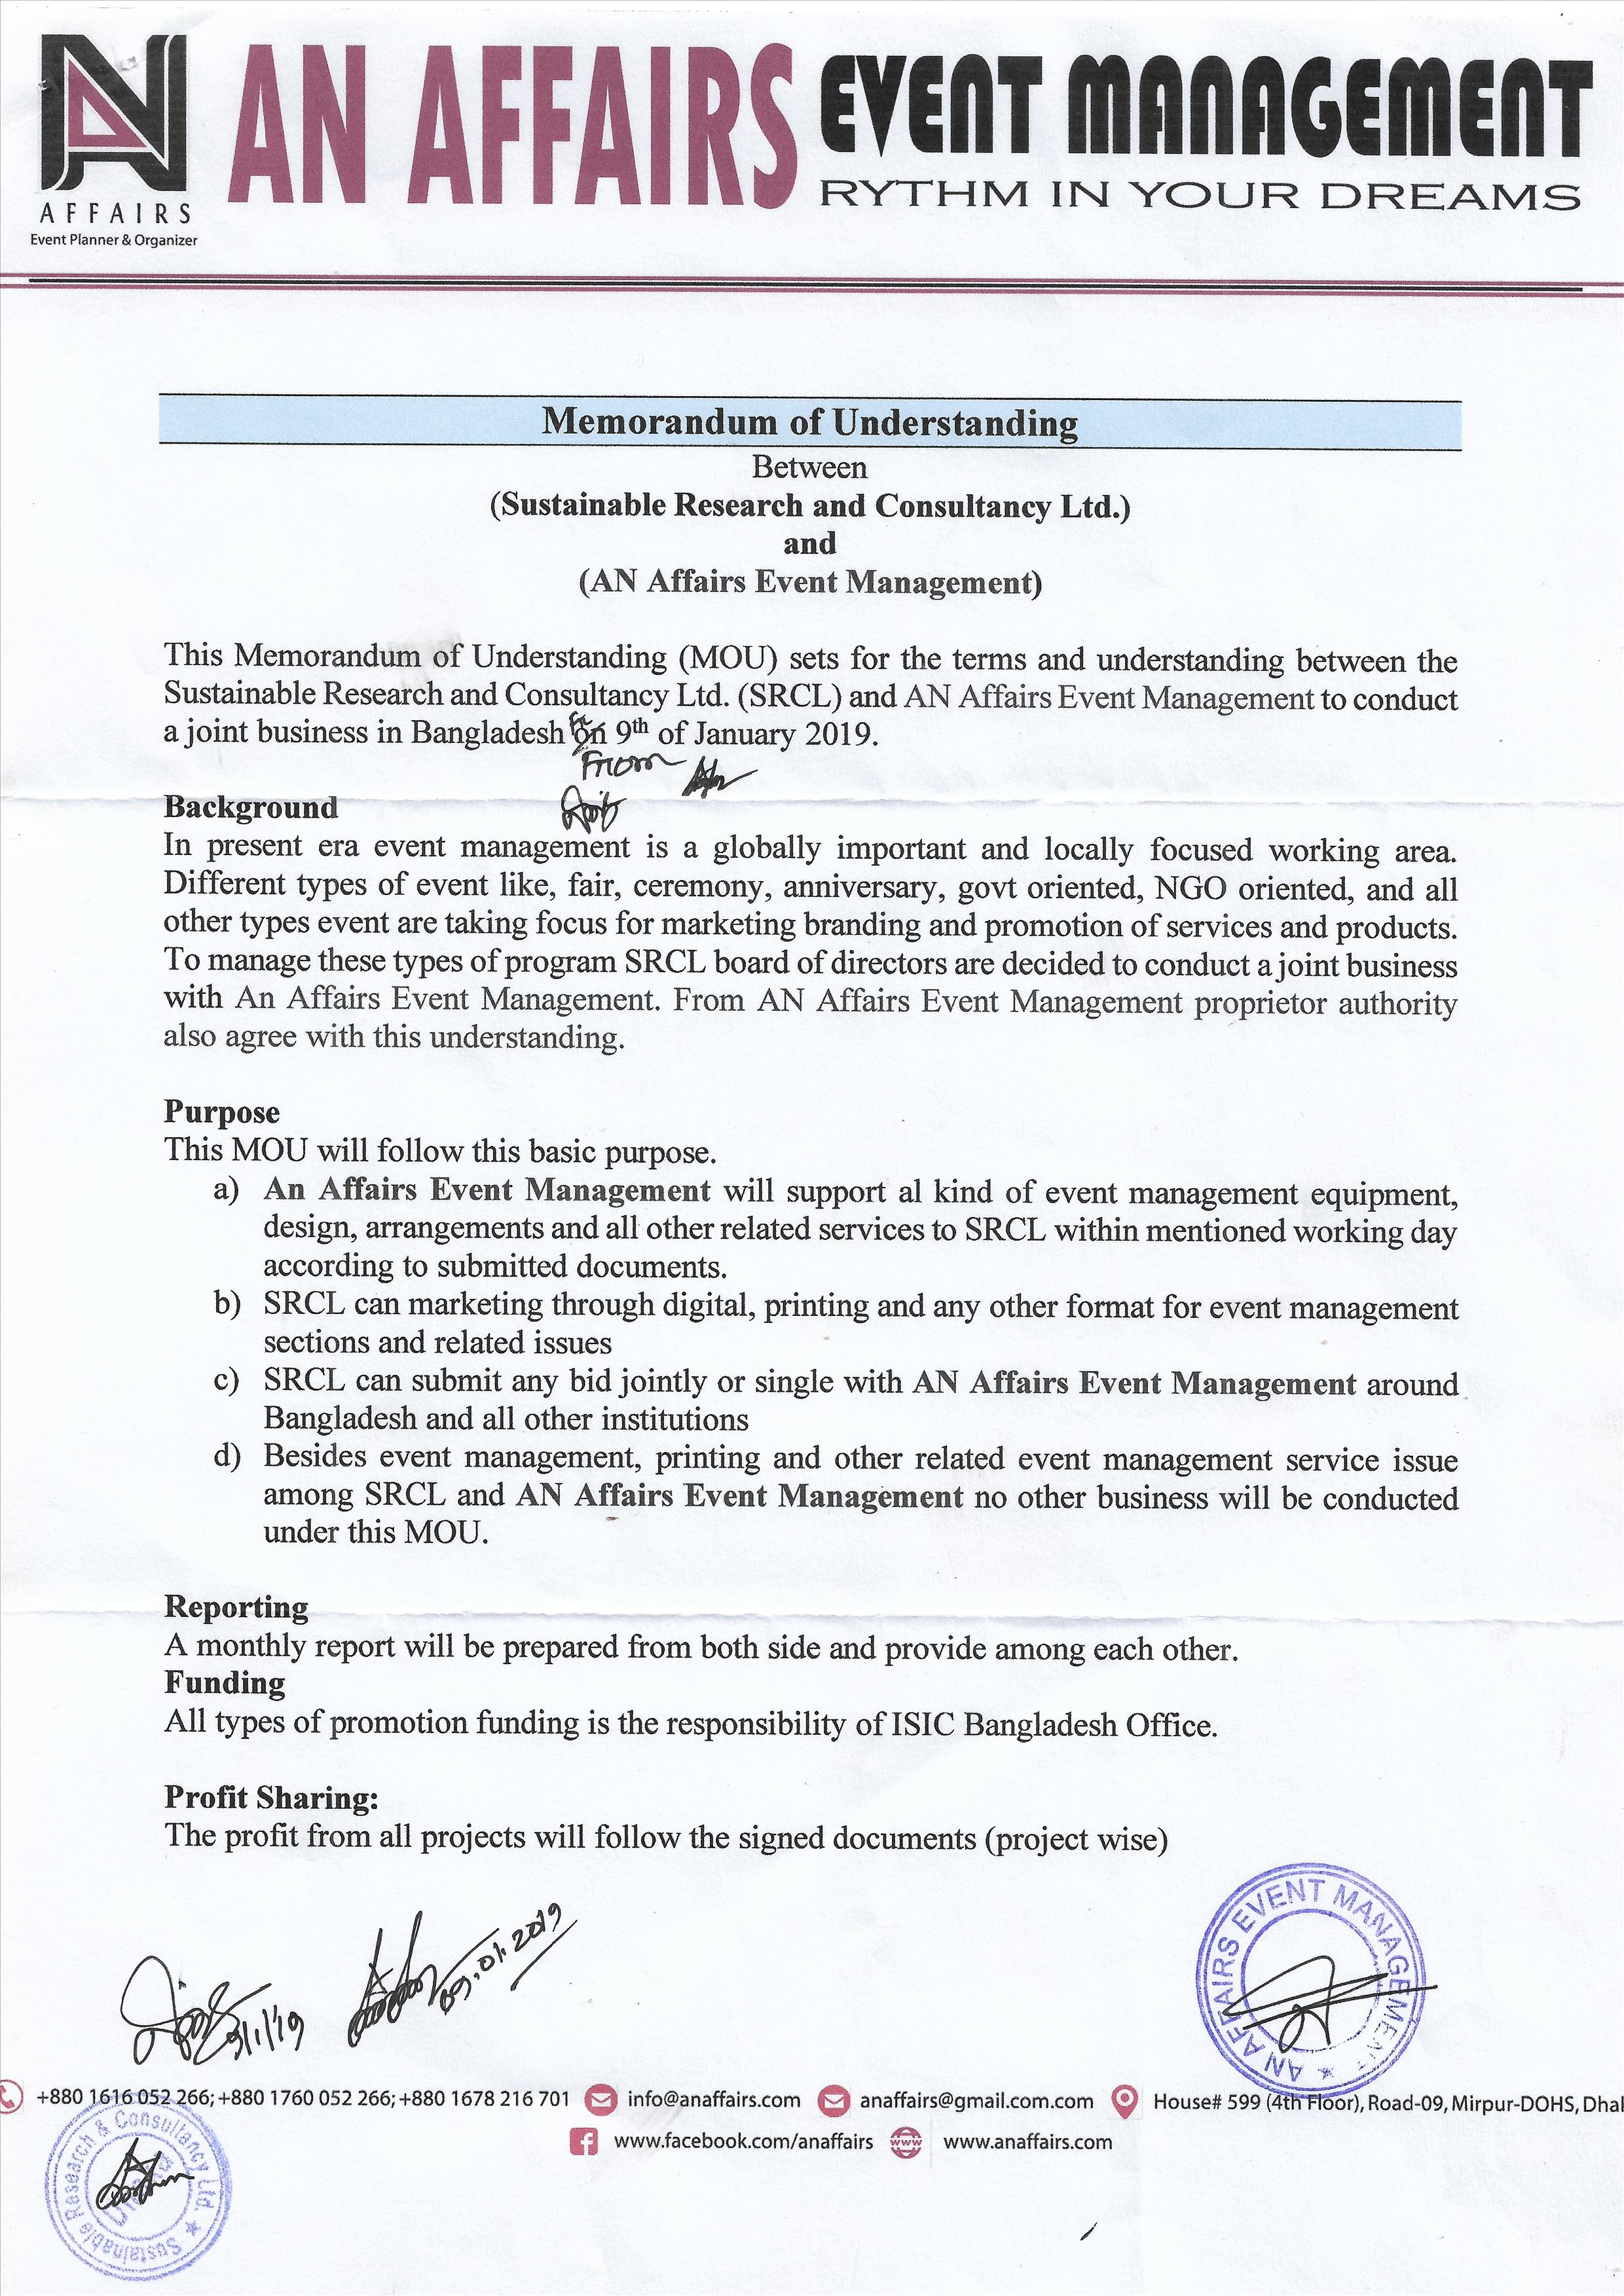 AN AFFAIRS EVENT MANAGEMENT
RYTHM IN YOUR DREAMS
AFFAIRS
Event Planner & Organizer
Memorandum of Understanding
Between
(Sustainable Research and Consultancy Ltd.)
and
(AN Affairs Event Management)
This Memorandum of Understanding (MOU) sets for the terms and understanding between the
Sustainable Research and Consultancy Ltd. (SRCL) and AN Affairs Event Management to conduct
a joint business in Bangladesh on 9th of January 2019.
From
Background
In present era event management is a globally important and locally focused working area.
Different types of event like, fair, ceremony, anniversary, govt oriented, NGO oriented, and all
other types event are taking focus for marketing branding and promotion of services and products.
To manage these types of program SRCL board of directors are decided to conduct a joint business
with An Affairs Event Management. From AN Affairs Event Management proprietor authority
also agree with this understanding.
Purpose
This MOU will follow this basic purpose.
a) An Affairs Event Management will support al kind of event management equipment,
design, arrangements and all other related services to SRCL within mentioned working day
according to submitted documents.
b) SRCL can marketing through digital, printing and any other format for event management
sections and related issues
c) SRCL can submit any bid jointly or single with AN Affairs Event Management around
Bangladesh and all other institutions
d) Besides event management, printing and other related event management service issue
among SRCL and AN Affairs Event Management no other business will be conducted
under this MOU.
Reporting
A monthly report will be prepared from both side and provide among each other.
Funding
All types of promotion funding is the responsibility of ISIC Bangladesh Office.
Profit Sharing:
The profit from all projects will follow the signed documents (project wise)
9/1/19
09.01.2019
AN AFFAIRS EVENT MANAGEMENT
+880 1616 052 266; +880 1760 052 266; +880 1678 216 701 info@anaffairs.com anaffairs@gmail.com.com House# 599 (4th Floor), Road-09, Mirpur-DOHS, Dha
www.facebook.com/anaffairs www www.anaffairs.com
Sustainable Research & Consultancy Ltd.